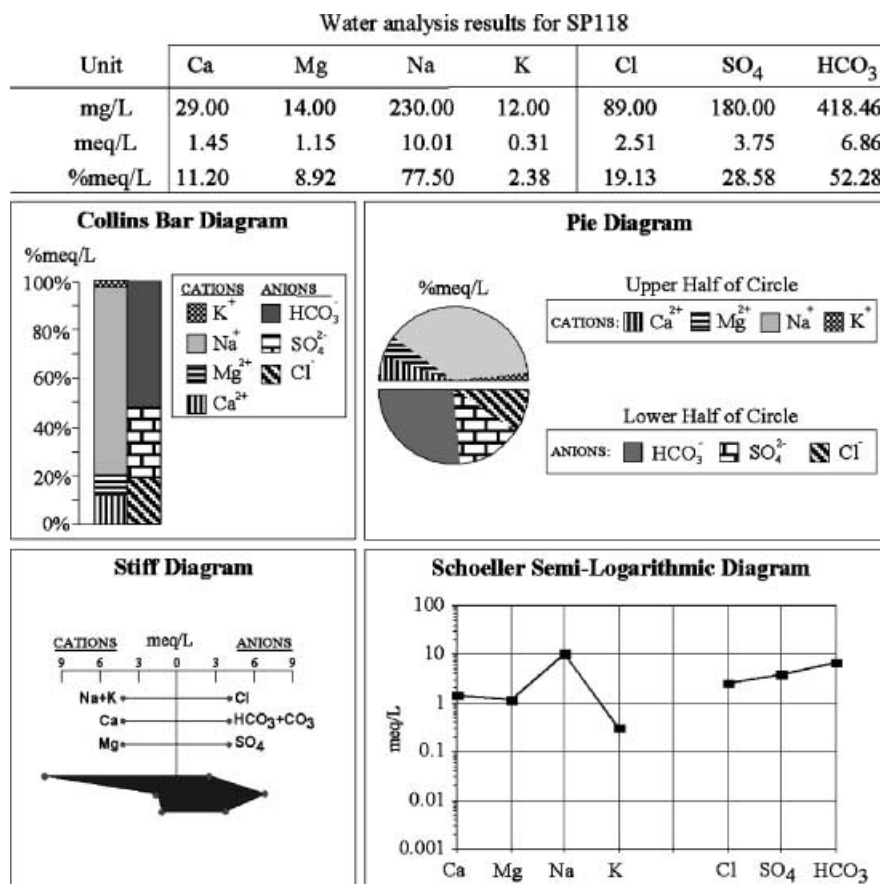 Water analysis results for SP118
Unit Ca Mg Na K Cl SO₄ HCO₃
mg/L 29.00 14.00 230.00 12.00 89.00 180.00 418.46
meq/L 1.45 1.15 10.01 0.31 2.51 3.75 6.86
%meq/L 11.20 8.92 77.50 2.38 19.13 28.58 52.28
Collins Bar Diagram
%meq/L
100%
80%
60%
40%
20%
0%
CATIONS ANIONS
K⁺ HCO₃⁻
Na⁺ SO₄²⁻
Mg²⁺ Cl⁻
Ca²⁺
Pie Diagram
%meq/L
Upper Half of Circle
CATIONS: Ca²⁺ Mg²⁺ Na⁺ K⁺
Lower Half of Circle
ANIONS: HCO₃⁻ SO₄²⁻ Cl⁻
Stiff Diagram
CATIONS meq/L ANIONS
9 6 3 0 3 6 9
Na+K Cl
Ca HCO₃+CO₃
Mg SO₄
Schoeller Semi-Logarithmic Diagram
meq/L
100
10
1
0.1
0.01
0.001
Ca Mg Na K Cl SO₄ HCO₃